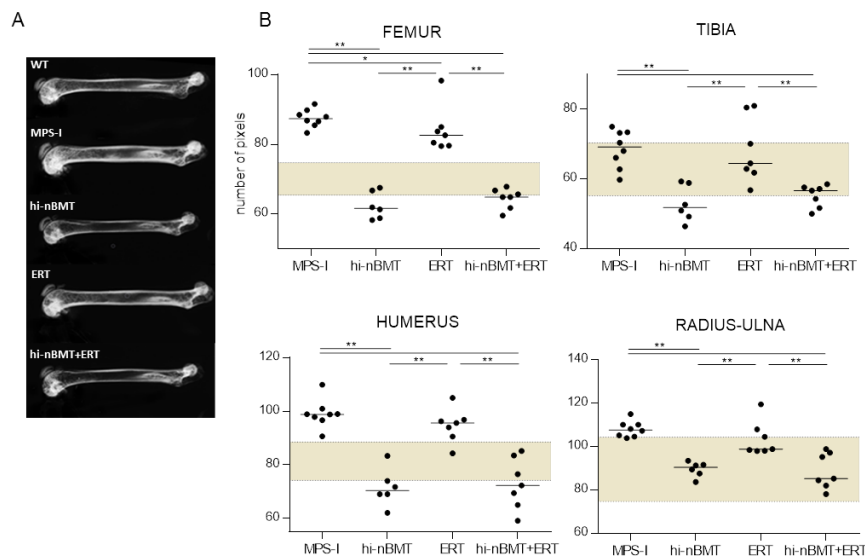 A
WT
MPS-I
hi-nBMT
ERT
hi-nBMT+ERT
B
FEMUR
**
*
** **
number of pixels
100
80
60
MPS-I hi-nBMT ERT hi-nBMT+ERT
TIBIA
**
** **
80
60
40
MPS-I hi-nBMT ERT hi-nBMT+ERT
HUMERUS
**
** **
120
100
80
60
MPS-I hi-nBMT ERT hi-nBMT+ERT
RADIUS-ULNA
**
** **
140
120
100
80
60
MPS-I hi-nBMT ERT hi-nBMT+ERT